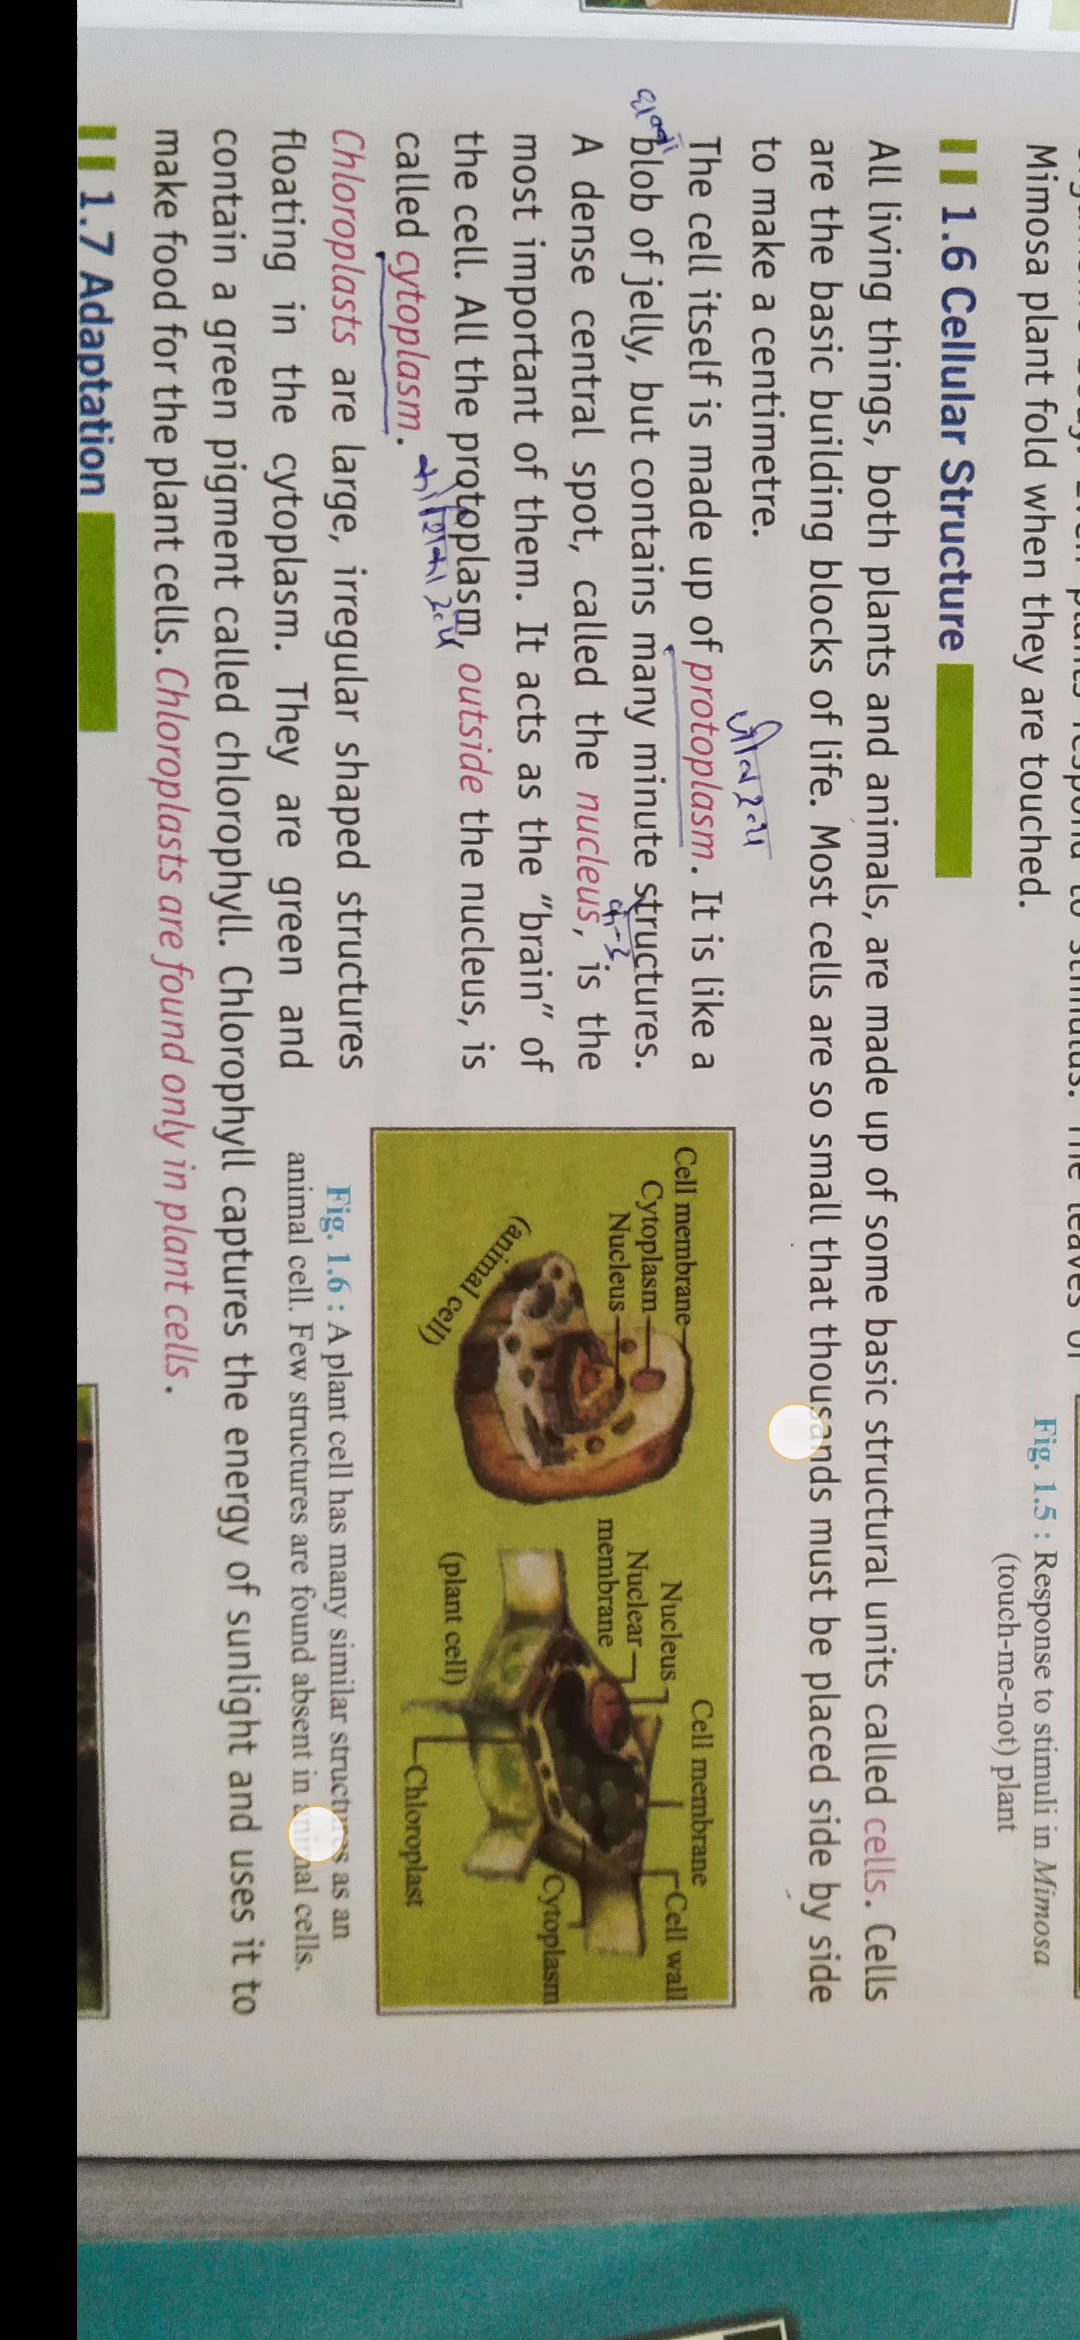 Mimosa plant fold when they are touched.
Fig. 1.5 : Response to stimuli in Mimosa
(touch-me-not) plant
1.6 Cellular Structure
All living things, both plants and animals, are made up of some basic structural units called cells. Cells
are the basic building blocks of life. Most cells are so small that thousands must be placed side by side
to make a centimetre.
The cell itself is made up of protoplasm. It is like a
blob of jelly, but contains many minute structures.
A dense central spot, called the nucleus, is the
most important of them. It acts as the "brain" of
the cell. All the protoplasm, outside the nucleus, is
called cytoplasm.
Chloroplasts are large, irregular shaped structures
floating in the cytoplasm. They are green and
contain a green pigment called chlorophyll. Chlorophyll captures the energy of sunlight and uses it to
make food for the plant cells. Chloroplasts are found only in plant cells.
Cell membrane
Cytoplasm
Nucleus
(animal cell)
Cell membrane
Cell wall
Nucleus
Nuclear
membrane
Cytoplasm
(plant cell)
Chloroplast
Fig. 1.6 : A plant cell has many similar structures as an
animal cell. Few structures are found absent in animal cells.
1.7 Adaptation